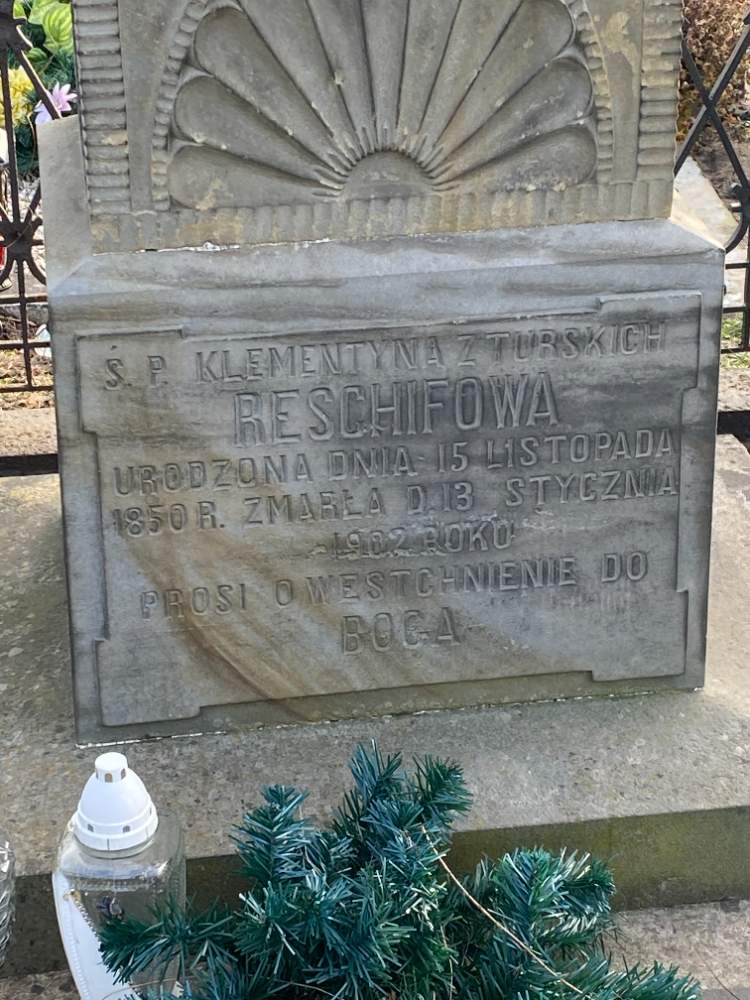 Ś. P. KLEMENTYNA Z TURSKICH
RESCHIFOWA
URODZONA DNIA 15 LISTOPADA
1850 R. ZMARŁA D. 13 STYCZNIA
1902 ROKU
PROSI O WESTCHNIENIE DO
BOGA